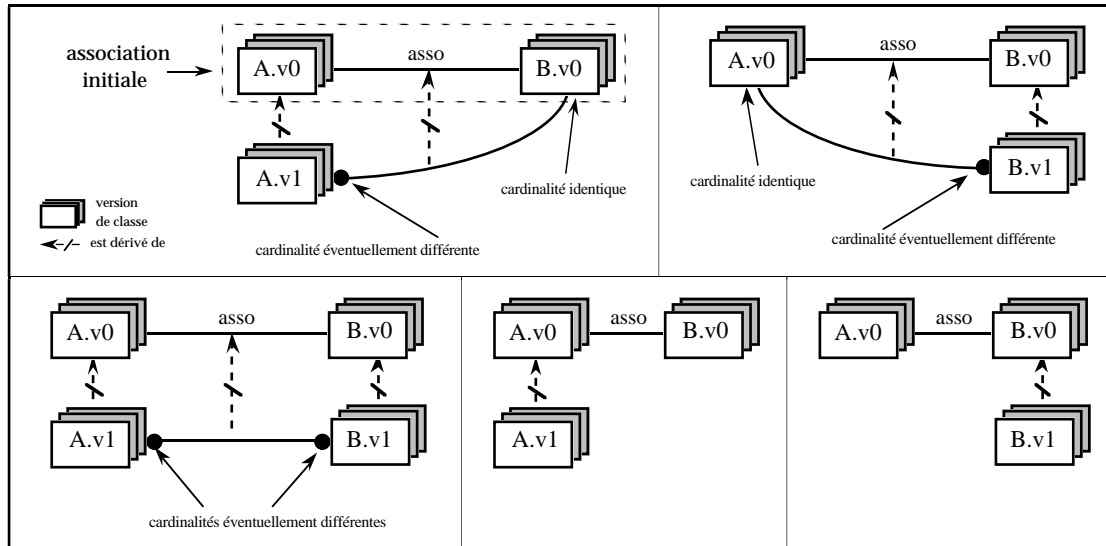 association
initiale
A.v0
asso
B.v0
A.v1
cardinalité identique
cardinalité éventuellement différente
version
de classe
est dérivé de
A.v0
asso
B.v0
B.v1
cardinalité identique
cardinalité éventuellement différente
A.v0
asso
B.v0
A.v1
B.v1
cardinalités éventuellement différentes
A.v0
asso
B.v0
A.v1
A.v0
asso
B.v0
B.v1